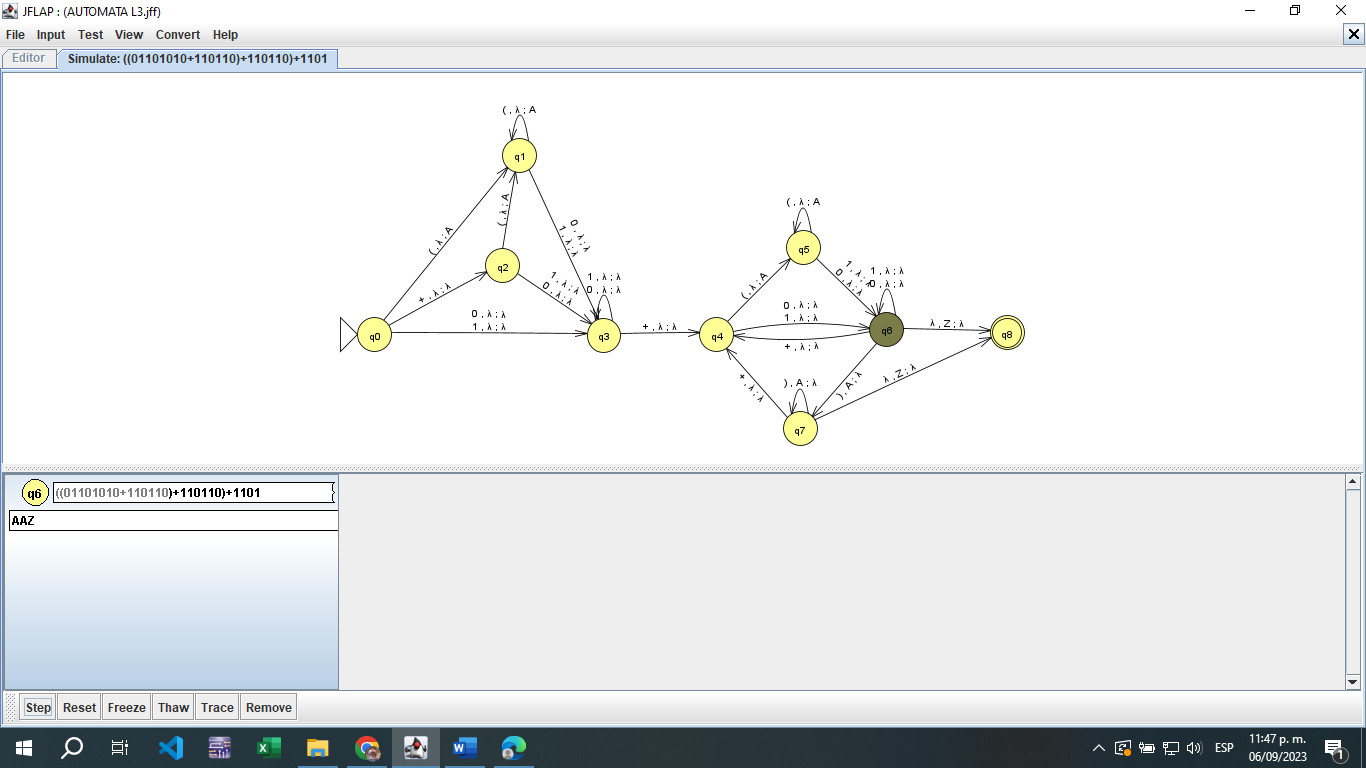 JFLAP : (AUTOMATA L3.jff)
File Input Test View Convert Help
Editor
Simulate: ((01101010+110110)+110110)+1101
( , λ ; A
q1
( , λ ; A
( , λ ; A
0 , λ ; λ
1 , λ ; λ
q2
+ , λ ; λ
1 , λ ; λ
0 , λ ; λ
1 , λ ; λ
0 , λ ; λ
q0
0 , λ ; λ
1 , λ ; λ
q3
+ , λ ; λ
q4
( , λ ; A
( , λ ; A
q5
1 , λ ; λ
0 , λ ; λ
1 , λ ; λ
0 , λ ; λ
0 , λ ; λ
1 , λ ; λ
+ , λ ; λ
q6
λ , Z ; λ
q8
) , A ; λ
) , A ; λ
λ , Z ; λ
+ , λ ; λ
q7
q6
((01101010+110110)+110110)+1101
AAZ
Step Reset Freeze Thaw Trace Remove
ESP
11:47 p. m.
06/09/2023
1